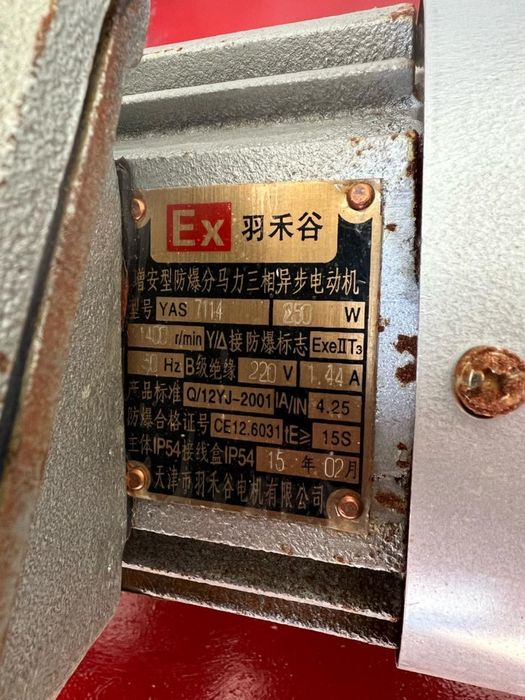 Ex 羽禾谷
增安型防爆分马力三相异步电动机
型号 YAS 7114 250 W
1400 r/min Y/△接 防爆标志 ExeⅡT₃
50 Hz B级绝缘 220 V 1.44 A
产品标准 Q/12YJ-2001 IA/IN 4.25
防爆合格证号 CE12.6031 tE≥ 15S
主体IP54接线盒IP54 15 年 02 月
天津市羽禾谷电机有限公司